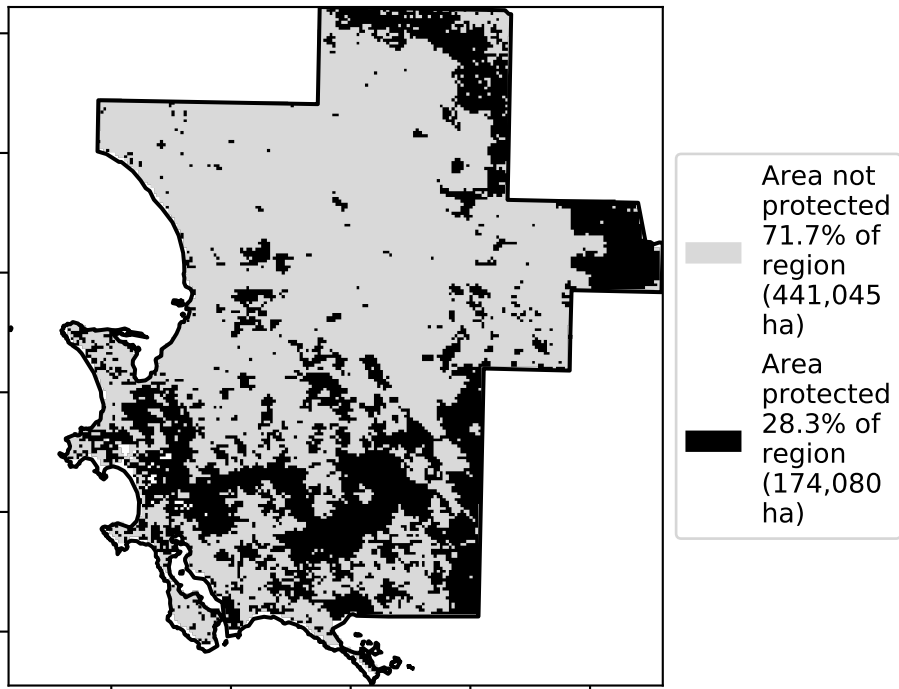 Area not
protected
71.7% of
region
(441,045
ha)
Area
protected
28.3% of
region
(174,080
ha)